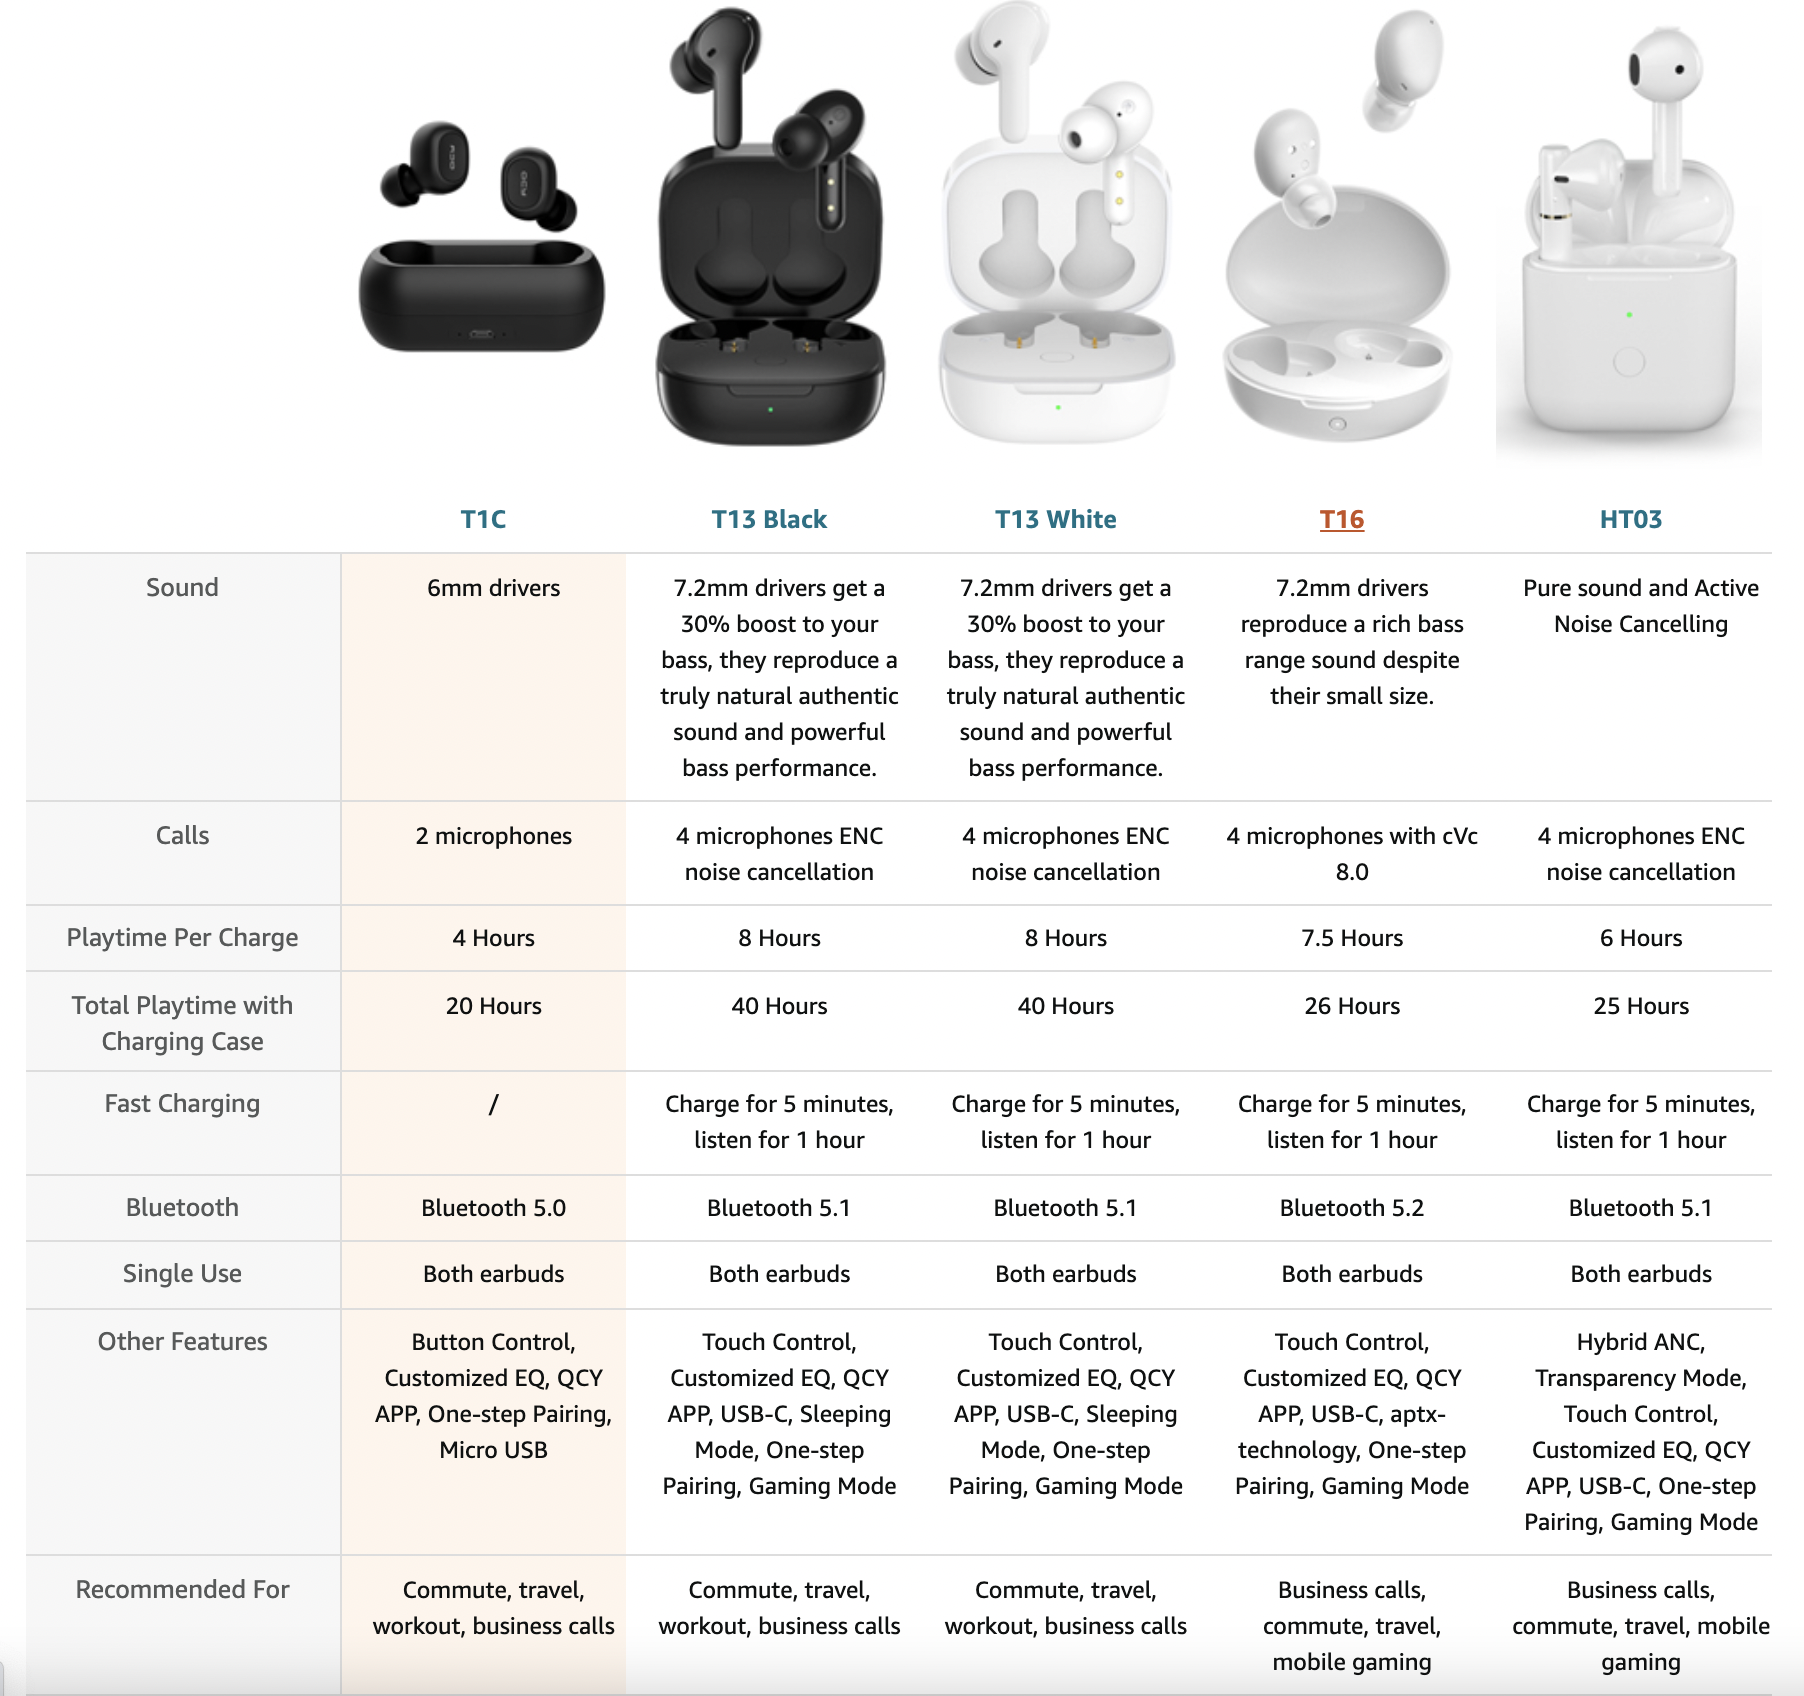 QCY
QCY
T1C
T13 Black
T13 White
T16
HT03
Sound
6mm drivers
7.2mm drivers get a
30% boost to your
bass, they reproduce a
truly natural authentic
sound and powerful
bass performance.
7.2mm drivers get a
30% boost to your
bass, they reproduce a
truly natural authentic
sound and powerful
bass performance.
7.2mm drivers
reproduce a rich bass
range sound despite
their small size.
Pure sound and Active
Noise Cancelling
Calls
2 microphones
4 microphones ENC
noise cancellation
4 microphones ENC
noise cancellation
4 microphones with cVc
8.0
4 microphones ENC
noise cancellation
Playtime Per Charge
4 Hours
8 Hours
8 Hours
7.5 Hours
6 Hours
Total Playtime with
Charging Case
20 Hours
40 Hours
40 Hours
26 Hours
25 Hours
Fast Charging
/
Charge for 5 minutes,
listen for 1 hour
Charge for 5 minutes,
listen for 1 hour
Charge for 5 minutes,
listen for 1 hour
Charge for 5 minutes,
listen for 1 hour
Bluetooth
Bluetooth 5.0
Bluetooth 5.1
Bluetooth 5.1
Bluetooth 5.2
Bluetooth 5.1
Single Use
Both earbuds
Both earbuds
Both earbuds
Both earbuds
Both earbuds
Other Features
Button Control,
Customized EQ, QCY
APP, One-step Pairing,
Micro USB
Touch Control,
Customized EQ, QCY
APP, USB-C, Sleeping
Mode, One-step
Pairing, Gaming Mode
Touch Control,
Customized EQ, QCY
APP, USB-C, Sleeping
Mode, One-step
Pairing, Gaming Mode
Touch Control,
Customized EQ, QCY
APP, USB-C, aptx-
technology, One-step
Pairing, Gaming Mode
Hybrid ANC,
Transparency Mode,
Touch Control,
Customized EQ, QCY
APP, USB-C, One-step
Pairing, Gaming Mode
Recommended For
Commute, travel,
workout, business calls
Commute, travel,
workout, business calls
Commute, travel,
workout, business calls
Business calls,
commute, travel,
mobile gaming
Business calls,
commute, travel, mobile
gaming